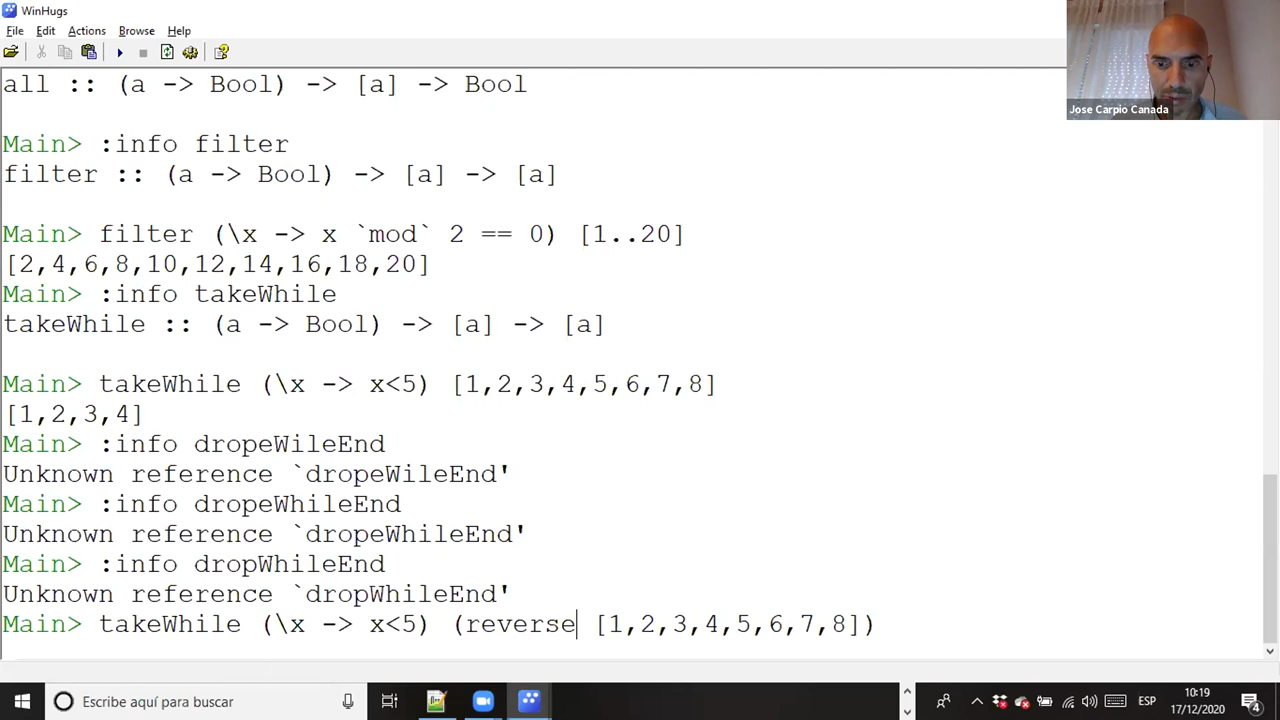 WinHugs
File Edit Actions Browse Help
all :: (a -> Bool) -> [a] -> Bool
Main> :info filter
filter :: (a -> Bool) -> [a] -> [a]
Main> filter (\x -> x `mod` 2 == 0) [1..20]
[2,4,6,8,10,12,14,16,18,20]
Main> :info takeWhile
takeWhile :: (a -> Bool) -> [a] -> [a]
Main> takeWhile (\x -> x<5) [1,2,3,4,5,6,7,8]
[1,2,3,4]
Main> :info dropeWileEnd
Unknown reference `dropeWileEnd'
Main> :info dropeWhileEnd
Unknown reference `dropeWhileEnd'
Main> :info dropWhileEnd
Unknown reference `dropWhileEnd'
Main> takeWhile (\x -> x<5) (reverse [1,2,3,4,5,6,7,8])
Jose Carpio Canada
Escribe aquí para buscar
ESP
10:19
17/12/2020
4